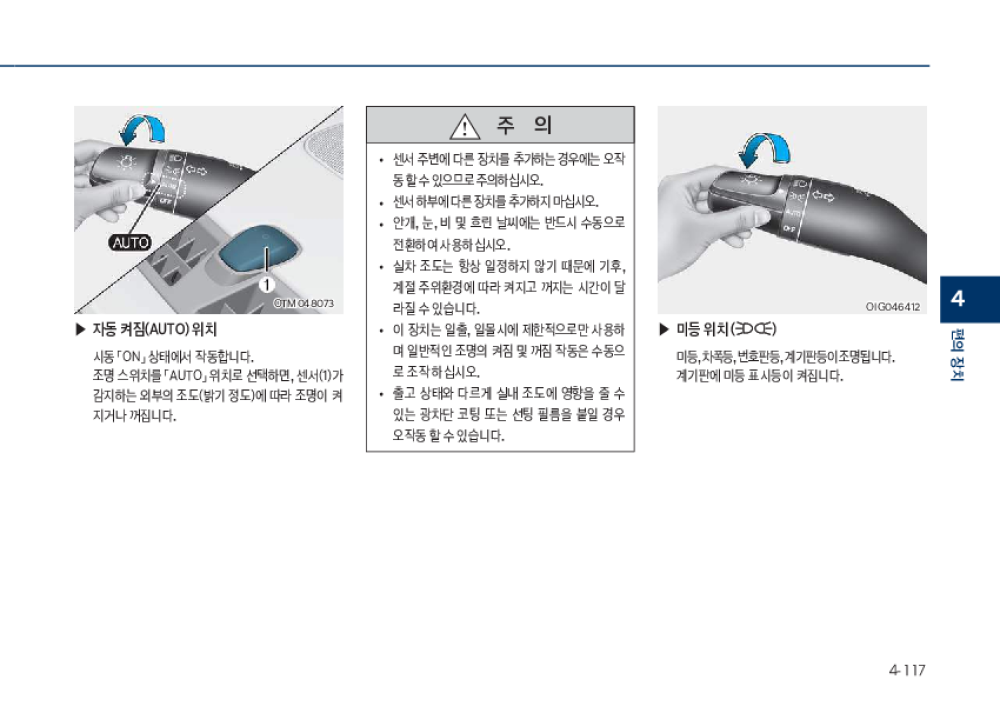 AUTO
1
OTM048073
▶ 자동 켜짐(AUTO) 위치
시동 「ON」 상태에서 작동합니다.
조명 스위치를 「AUTO」 위치로 선택하면, 센서(1)가
감지하는 외부의 조도(밝기 정도)에 따라 조명이 켜
지거나 꺼집니다.
주 의
• 센서 주변에 다른 장치를 추가하는 경우에는 오작
동 할 수 있으므로 주의하십시오.
• 센서 하부에 다른 장치를 추가하지 마십시오.
• 안개, 눈, 비 및 흐린 날씨에는 반드시 수동으로
전환하여 사용하십시오.
• 실차 조도는 항상 일정하지 않기 때문에 기후,
계절 주위환경에 따라 켜지고 꺼지는 시간이 달
라질 수 있습니다.
• 이 장치는 일출, 일몰시에 제한적으로만 사용하
며 일반적인 조명의 켜짐 및 꺼짐 작동은 수동으
로 조작하십시오.
• 출고 상태와 다르게 실내 조도에 영향을 줄 수
있는 광차단 코팅 또는 선팅 필름을 붙일 경우
오작동 할 수 있습니다.
AUTO
OFF
OIG046412
▶ 미등 위치 ( )
미등, 차폭등, 번호판등, 계기판등이 조명됩니다.
계기판에 미등 표시등이 켜집니다.
4
편의 장치
4-117